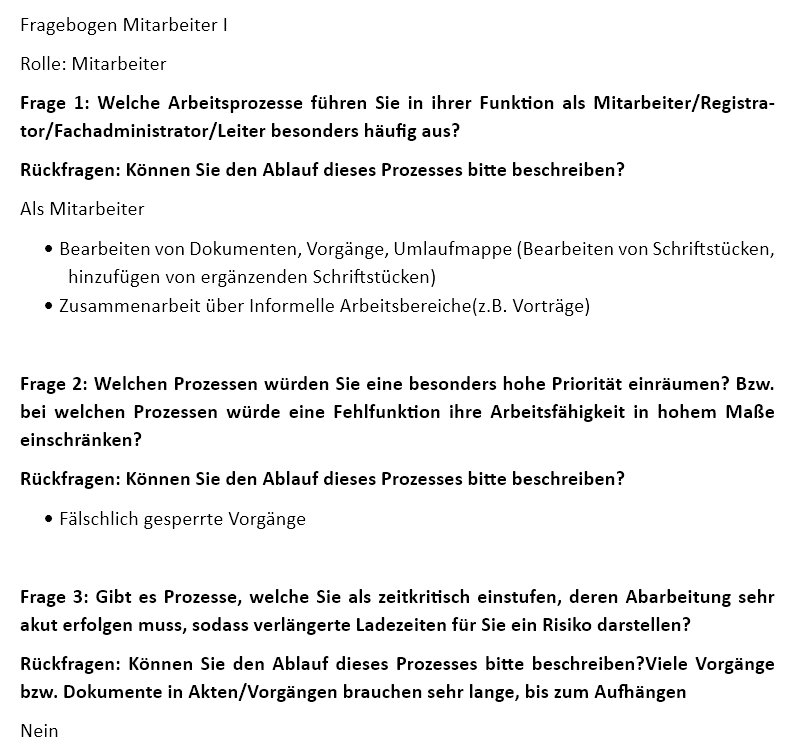 Fragebogen Mitarbeiter I
Rolle: Mitarbeiter
Frage 1: Welche Arbeitsprozesse führen Sie in ihrer Funktion als Mitarbeiter/Registra-
tor/Fachadministrator/Leiter besonders häufig aus?
Rückfragen: Können Sie den Ablauf dieses Prozesses bitte beschreiben?
Als Mitarbeiter
• Bearbeiten von Dokumenten, Vorgänge, Umlaufmappe (Bearbeiten von Schriftstücken,
hinzufügen von ergänzenden Schriftstücken)
• Zusammenarbeit über Informelle Arbeitsbereiche(z.B. Vorträge)
Frage 2: Welchen Prozessen würden Sie eine besonders hohe Priorität einräumen? Bzw.
bei welchen Prozessen würde eine Fehlfunktion ihre Arbeitsfähigkeit in hohem Maße
einschränken?
Rückfragen: Können Sie den Ablauf dieses Prozesses bitte beschreiben?
• Fälschlich gesperrte Vorgänge
Frage 3: Gibt es Prozesse, welche Sie als zeitkritisch einstufen, deren Abarbeitung sehr
akut erfolgen muss, sodass verlängerte Ladezeiten für Sie ein Risiko darstellen?
Rückfragen: Können Sie den Ablauf dieses Prozesses bitte beschreiben?Viele Vorgänge
bzw. Dokumente in Akten/Vorgängen brauchen sehr lange, bis zum Aufhängen
Nein